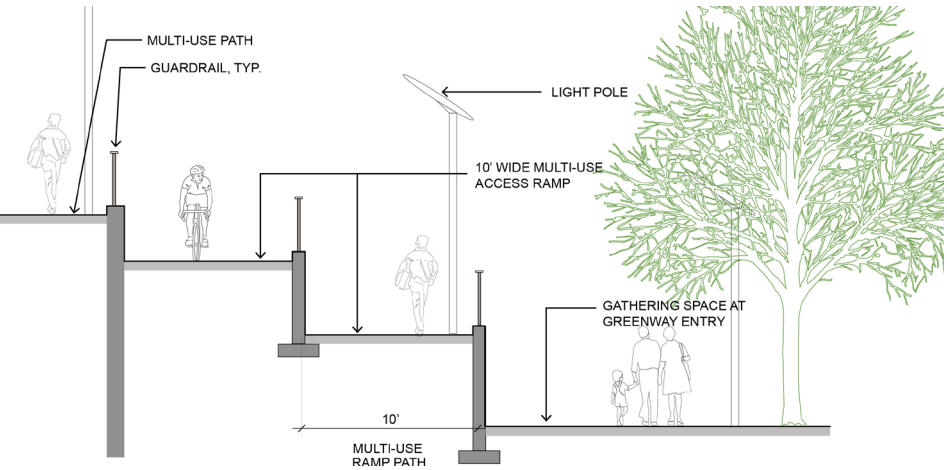 MULTI-USE PATH
GUARDRAIL, TYP.
LIGHT POLE
10' WIDE MULTI-USE
ACCESS RAMP
GATHERING SPACE AT
GREENWAY ENTRY
10'
MULTI-USE
RAMP PATH